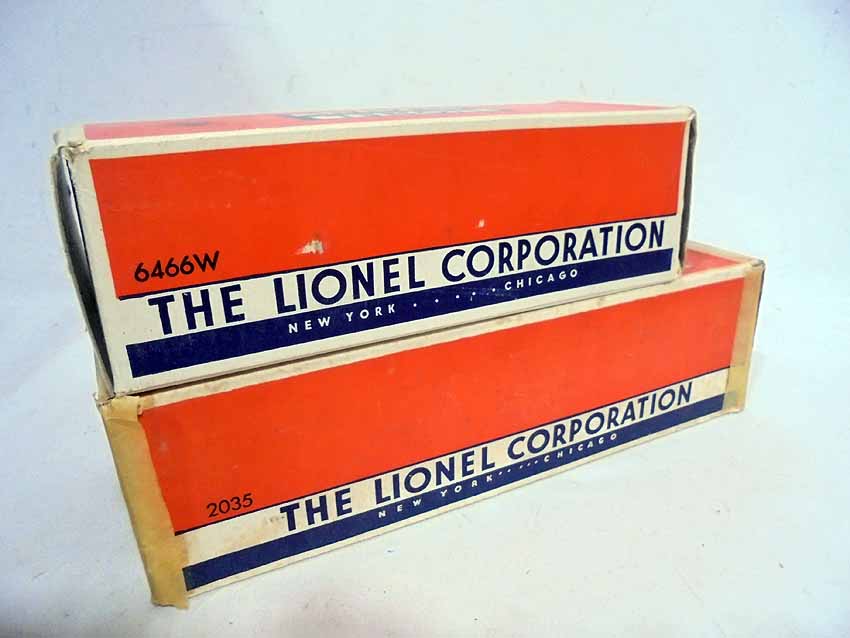 6466W
THE LIONEL CORPORATION
NEW YORK · · · · · CHICAGO
2035
THE LIONEL CORPORATION
NEW YORK · · · · · CHICAGO